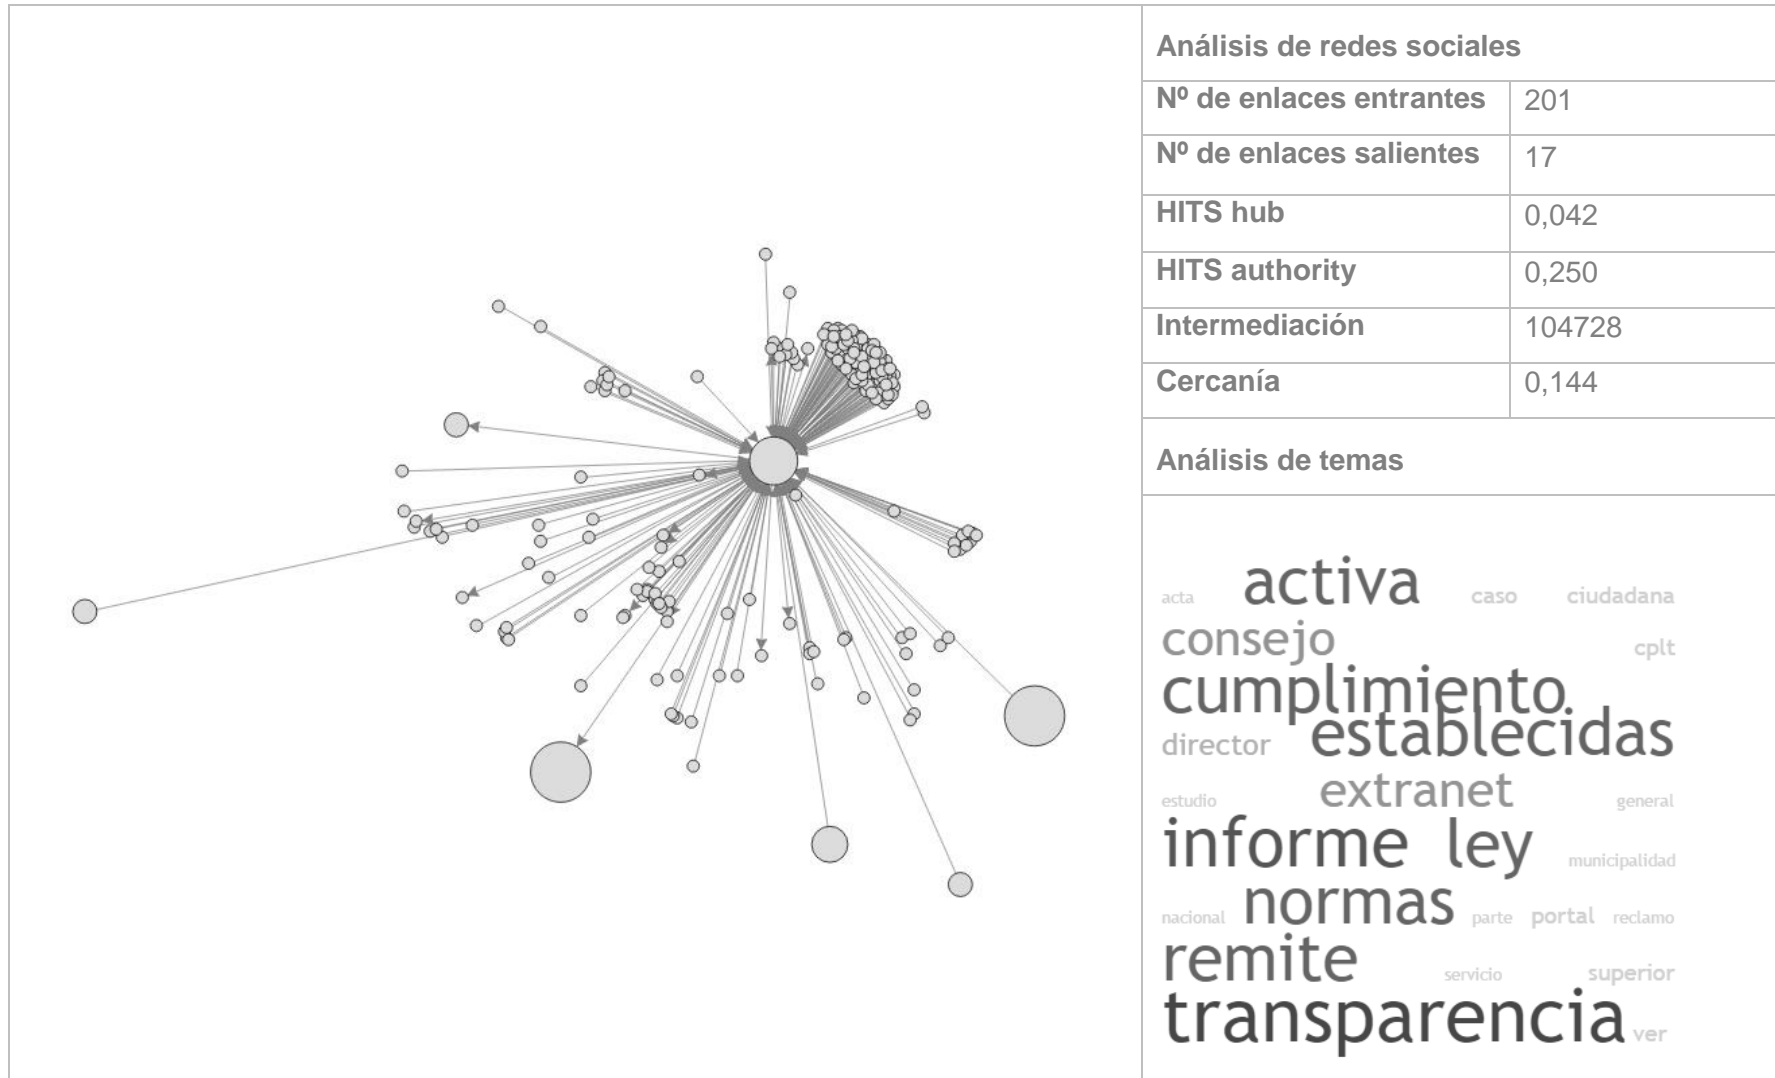 Análisis de redes sociales
Nº de enlaces entrantes 201
Nº de enlaces salientes 17
HITS hub 0,042
HITS authority 0,250
Intermediación 104728
Cercanía 0,144
Análisis de temas
acta activa caso ciudadana
consejo cplt
cumplimiento
director establecidas
estudio extranet general
informe ley municipalidad
nacional normas parte portal reclamo
remite servicio superior
transparencia ver